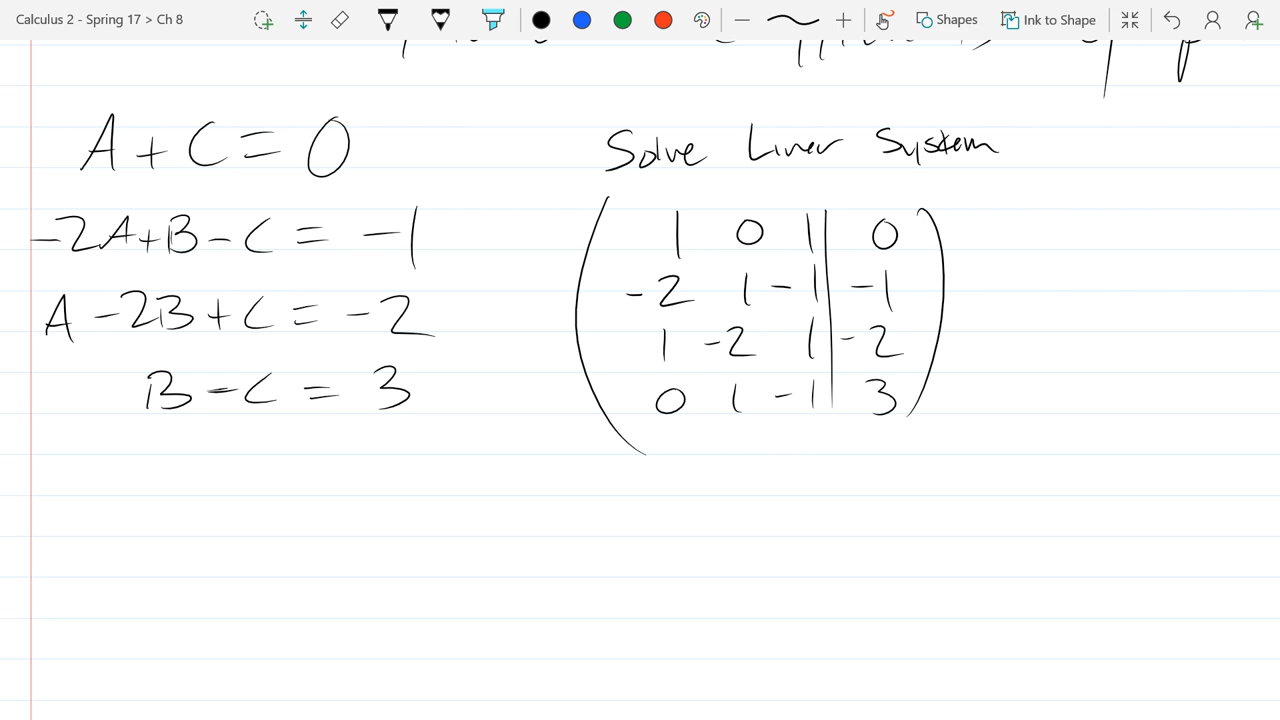 Calculus 2 - Spring 17 > Ch 8
Shapes
Ink to Shape
A + C = 0
-2A + B - C = -1
A - 2B + C = -2
B - C = 3
Solve Liner System
1 0 1 | 0
-2 1 -1 | -1
1 -2 1 | -2
0 1 -1 | 3